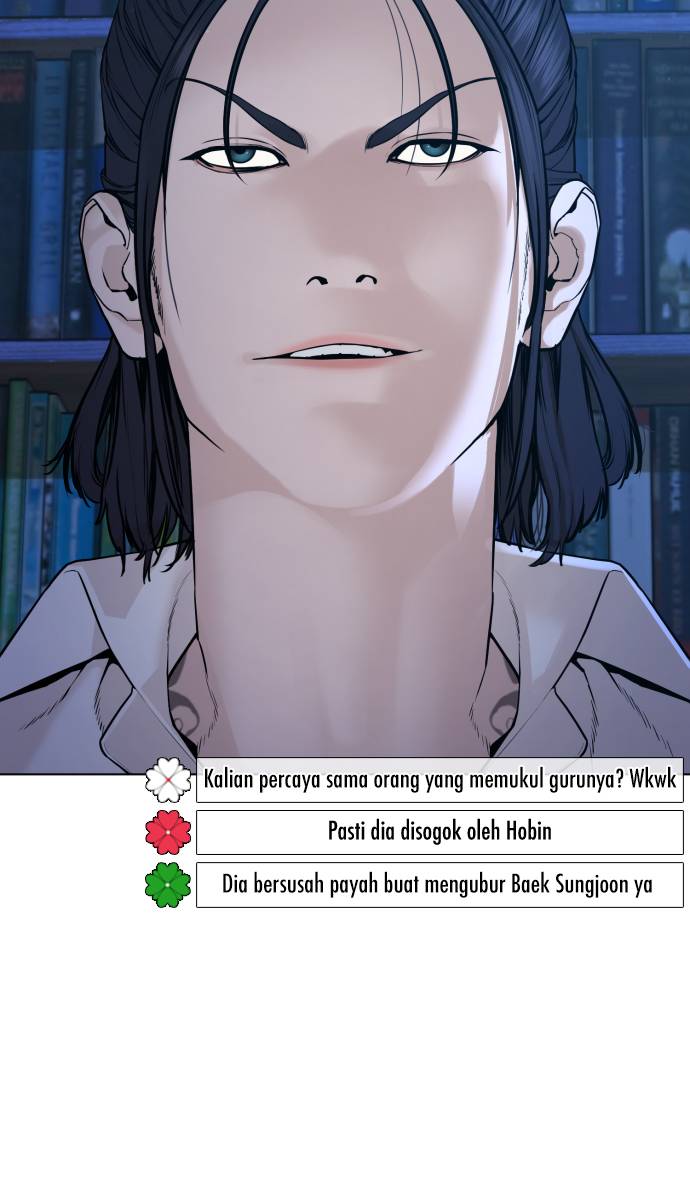 Kalian percaya sama orang yang memukul gurunya? Wkwk
Pasti dia disogok oleh Hobin
Dia bersusah payah buat mengubur Baek Sungjoon ya